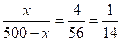 x/(500 − x) = 4/56 = 1/14